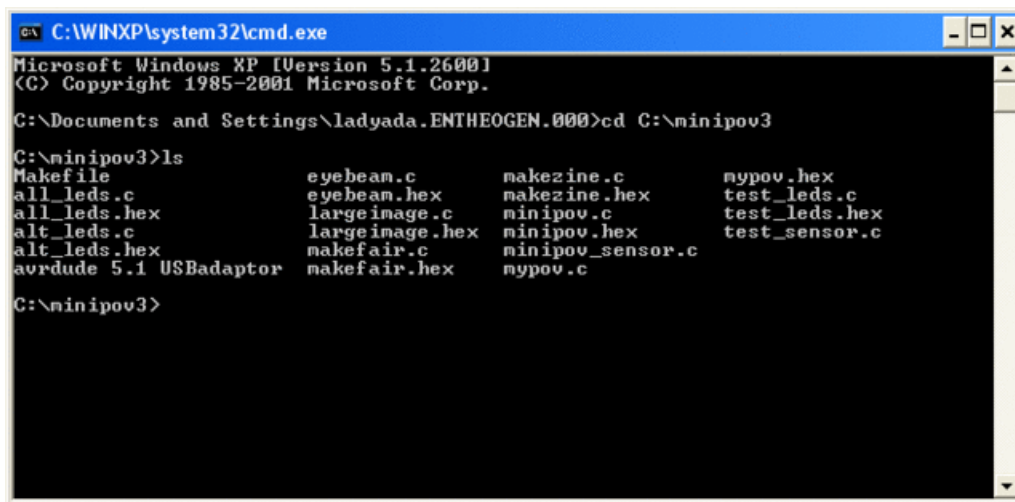 C:\WINXP\system32\cmd.exe
Microsoft Windows XP [Version 5.1.2600]
(C) Copyright 1985-2001 Microsoft Corp.
C:\Documents and Settings\ladyada.ENTHEOGEN.000>cd C:\minipov3
C:\minipov3>ls
Makefile eyebeam.c makezine.c mypov.hex
all_leds.c eyebeam.hex makezine.hex test_leds.c
all_leds.hex largeimage.c minipov.c test_leds.hex
alt_leds.c largeimage.hex minipov.hex test_sensor.c
alt_leds.hex makefair.c minipov_sensor.c
avrdude 5.1 USBadaptor makefair.hex mypov.c
C:\minipov3>